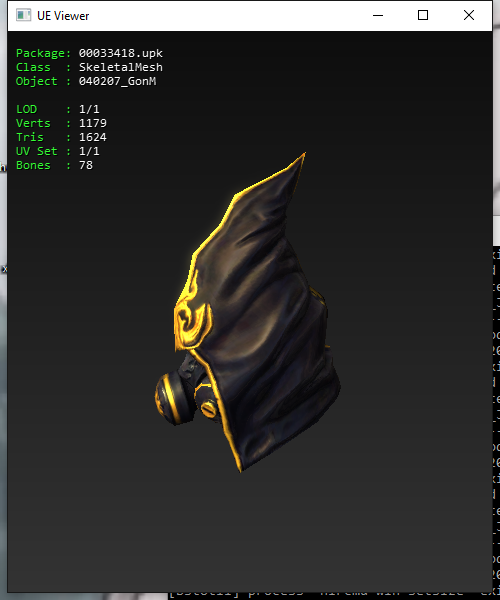 UE Viewer
Package: 00033418.upk
Class : SkeletalMesh
Object : 040207_GonM
LOD : 1/1
Verts : 1179
Tris : 1624
UV Set : 1/1
Bones : 78